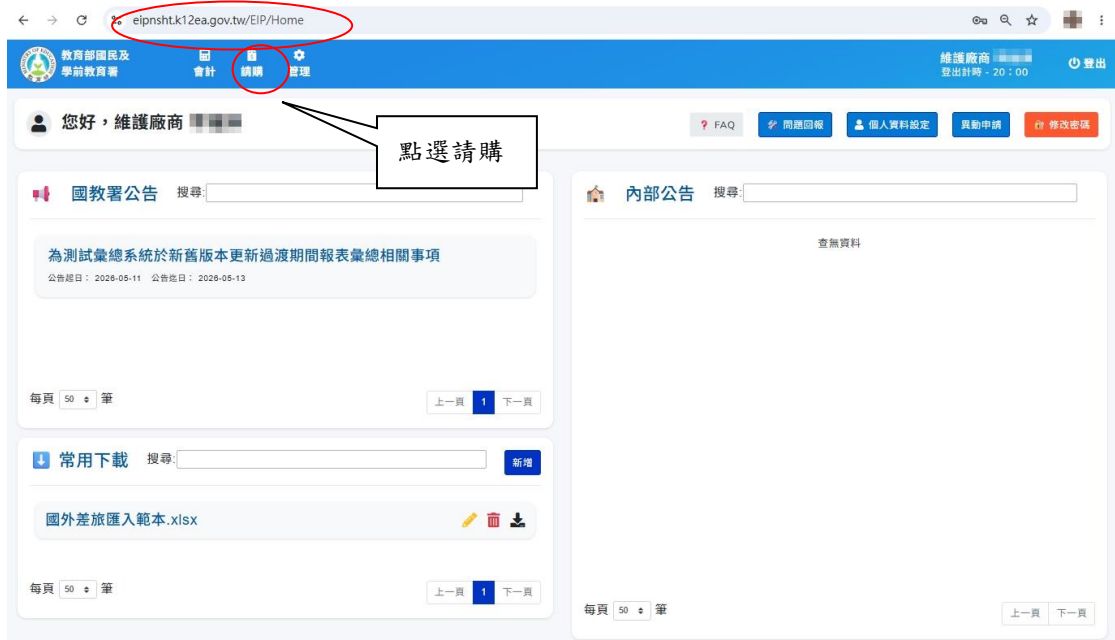 eipnsht.k12ea.gov.tw/EIP/Home
教育部國民及
學前教育署
會計
請購
管理
維護廠商
登出計時 - 20:00
登出
您好，維護廠商
? FAQ
問題回報
個人資料設定
異動申請
修改密碼
點選請購
國教署公告 搜尋:
為測試彙總系統於新舊版本更新過渡期間報表彙總相關事項
公告起日： 2026-05-11 公告迄日： 2026-05-13
每頁 50 筆
上一頁 1 下一頁
常用下載 搜尋:
新增
國外差旅匯入範本.xlsx
每頁 50 筆
上一頁 1 下一頁
內部公告 搜尋:
查無資料
每頁 50 筆
上一頁 下一頁